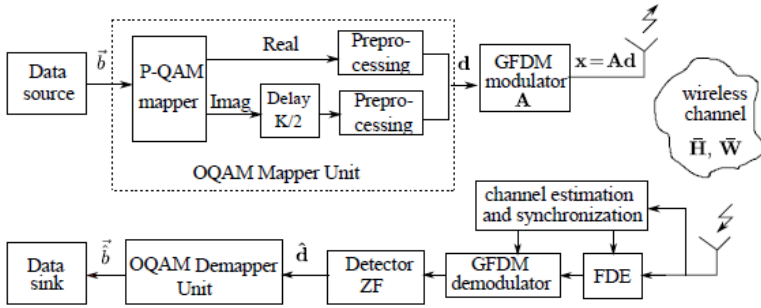 Data
source
b⃗
P-QAM
mapper
Real
Imag
Delay
K/2
Prepro-
cessing
Prepro-
cessing
OQAM Mapper Unit
d
GFDM
modulator
A
x = Ad
wireless
channel
H̄, W̄
channel estimation
and synchronization
Data
sink
b̂⃗
OQAM Demapper
Unit
d̂
Detector
ZF
GFDM
demodulator
FDE